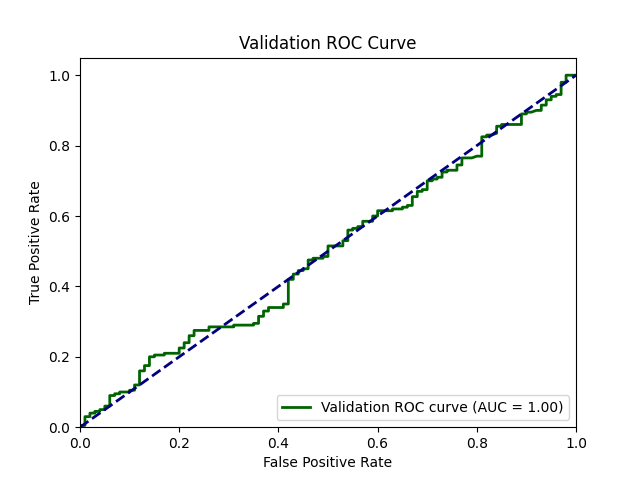 Validation ROC Curve
True Positive Rate
1.0
0.8
0.6
0.4
0.2
0.0
Validation ROC curve (AUC = 1.00)
0.0 0.2 0.4 0.6 0.8 1.0
False Positive Rate